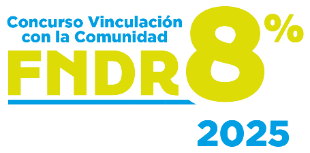 Concurso Vinculación
con la Comunidad
FNDR 8%
2025